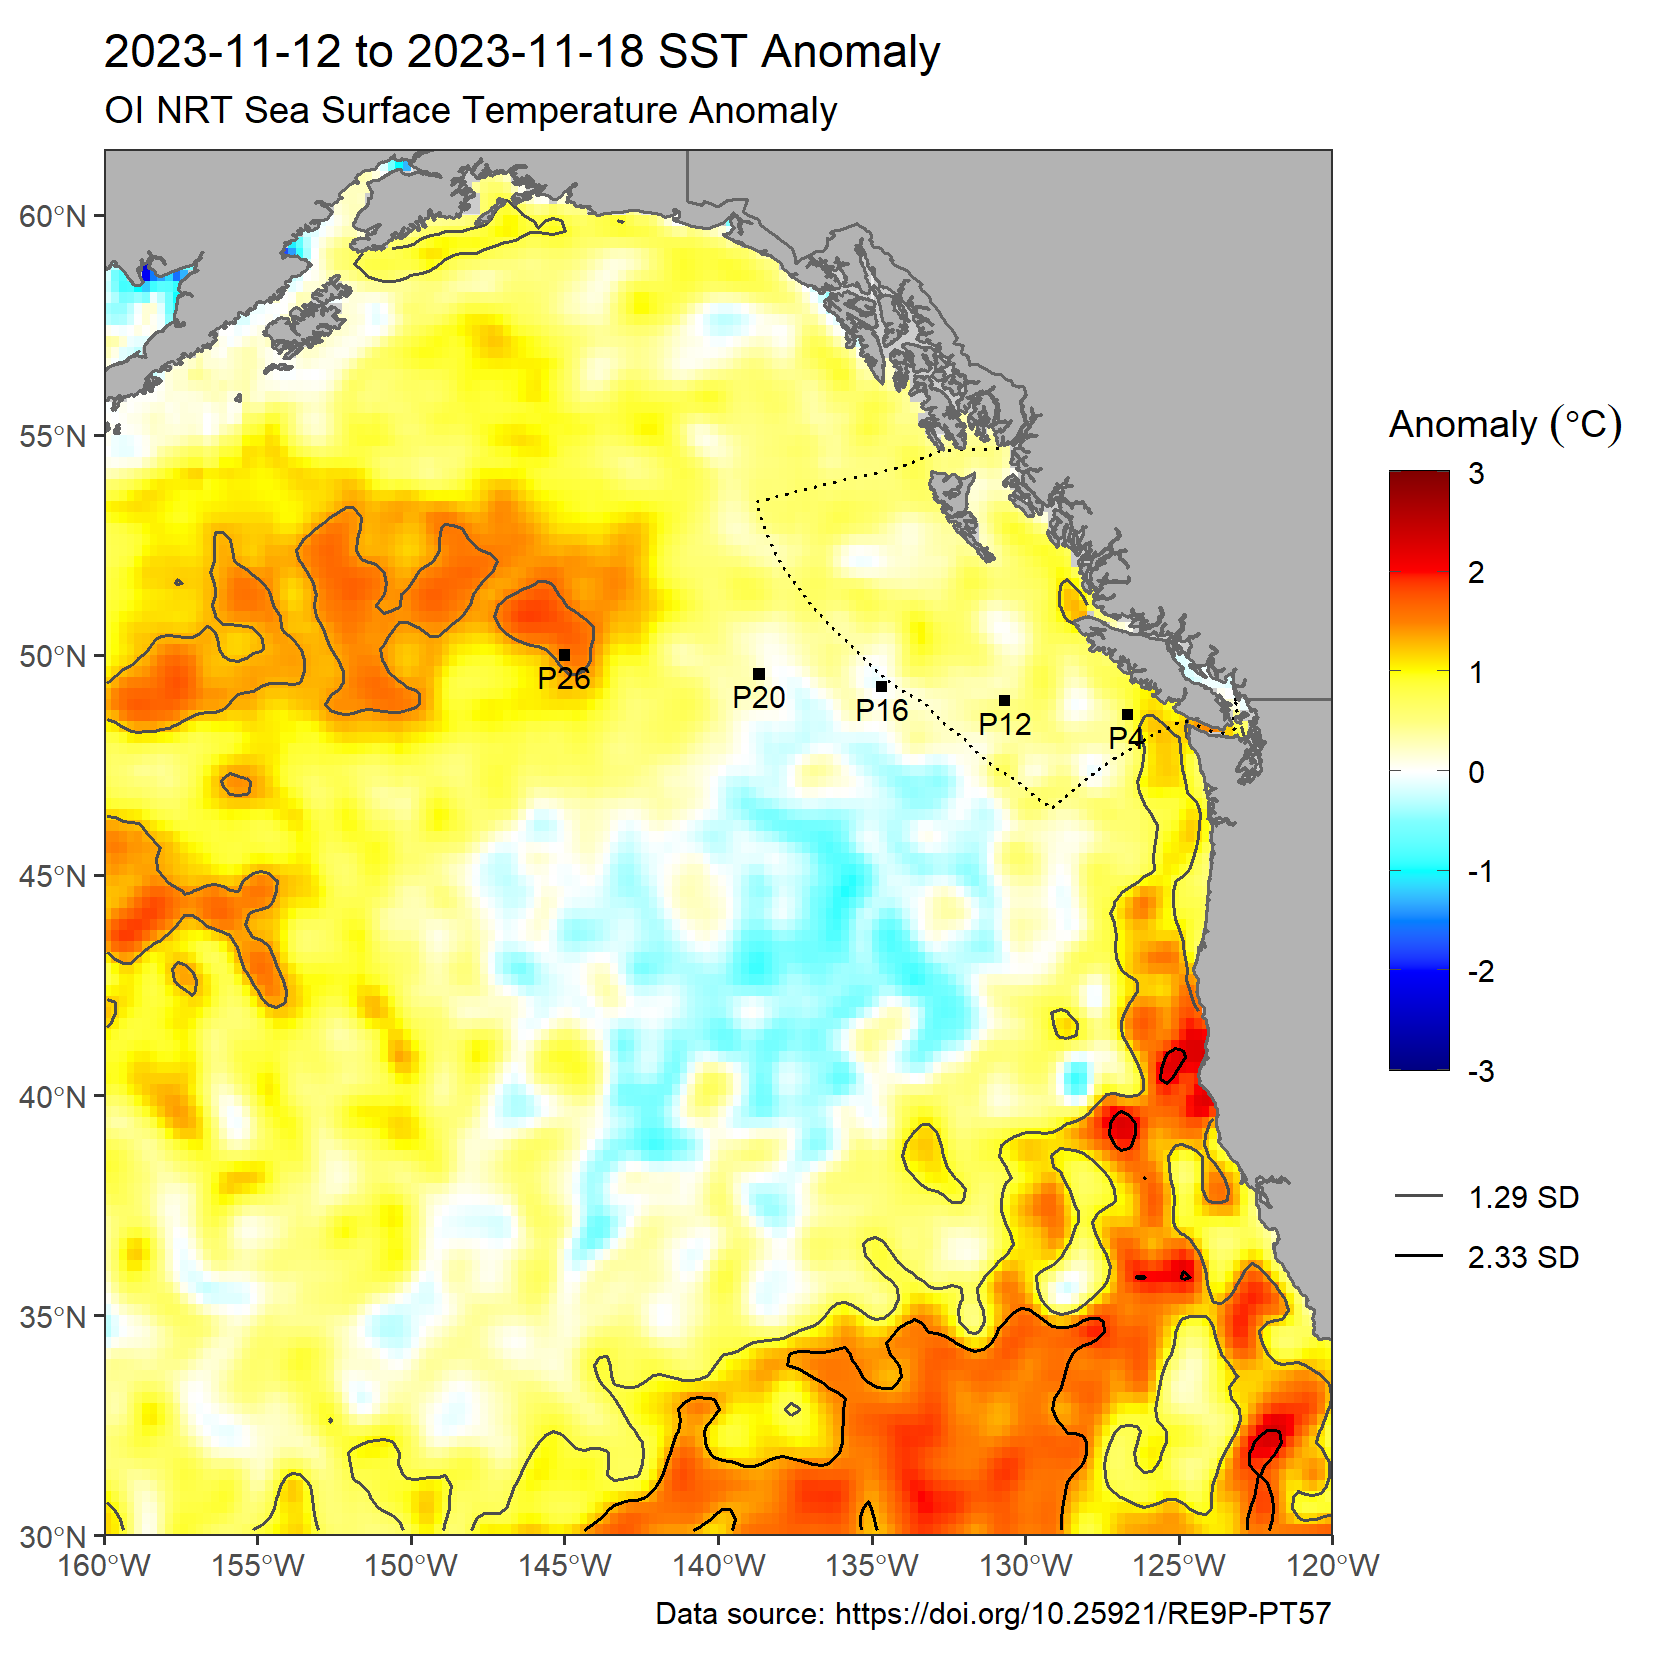 2023-11-12 to 2023-11-18 SST Anomaly
OI NRT Sea Surface Temperature Anomaly
60°N
55°N
50°N
45°N
40°N
35°N
30°N
160°W
155°W
150°W
145°W
140°W
135°W
130°W
125°W
120°W
P26
P20
P16
P12
P4
Anomaly (°C)
3
2
1
0
-1
-2
-3
1.29 SD
2.33 SD
Data source: https://doi.org/10.25921/RE9P-PT57